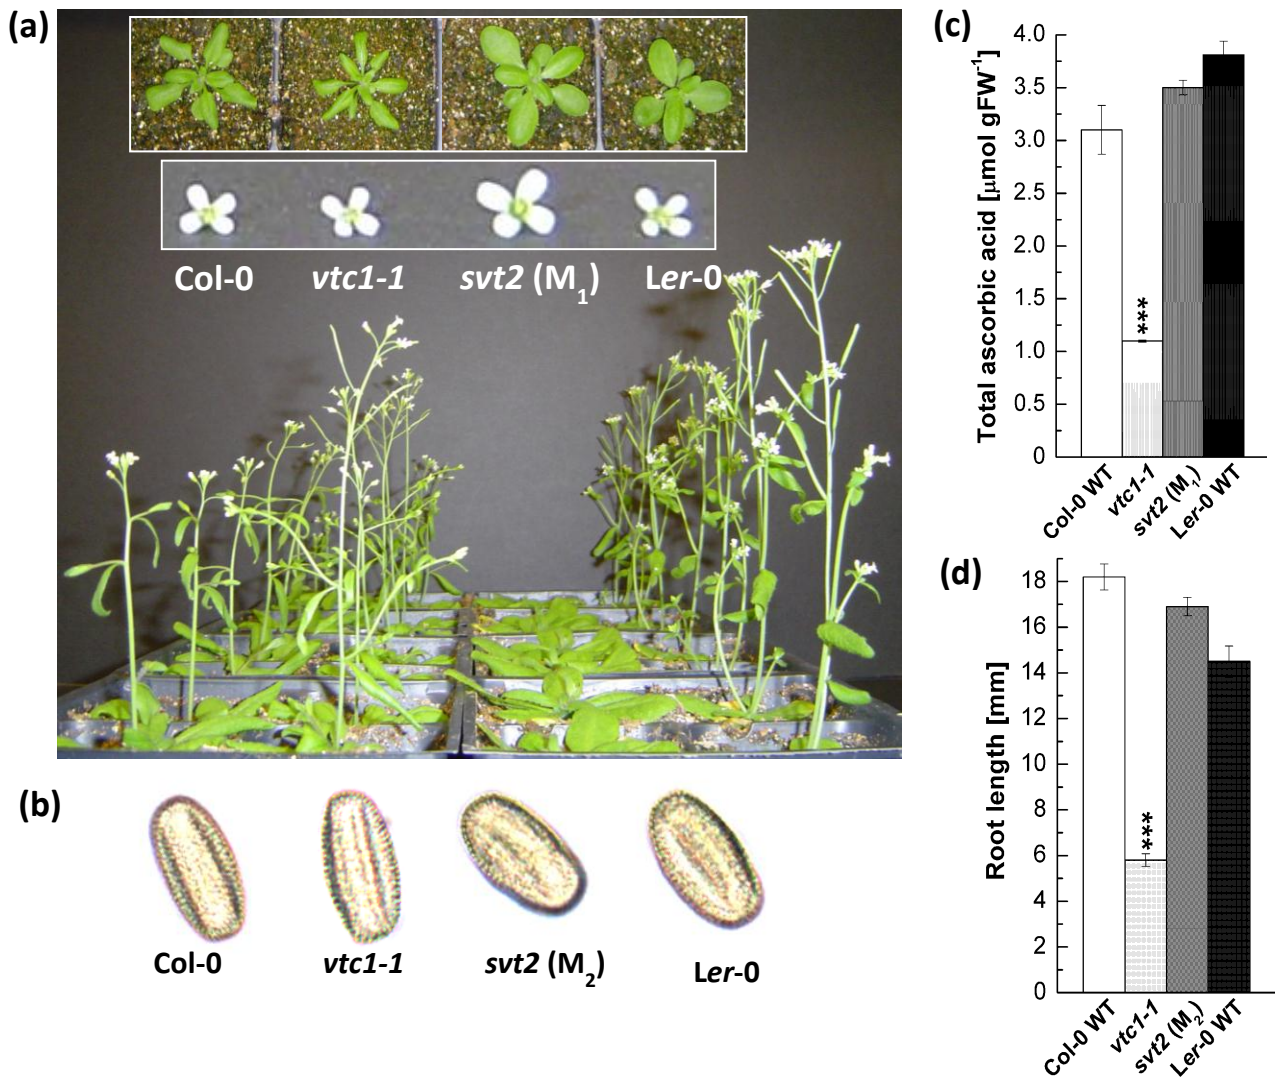 (a)
Col-0 vtc1-1 svt2 (M1) Ler-0
(b)
Col-0 vtc1-1 svt2 (M2) Ler-0
(c)
Total ascorbic acid [µmol gFW-1]
4.0
3.5
3.0
2.5
2.0
1.5
1.0
0.5
0
***
Col-0 WT
vtc1-1
svt2 (M1)
Ler-0 WT
(d)
Root length [mm]
18
16
14
12
10
8
6
4
2
0
***
Col-0 WT
vtc1-1
svt2 (M2)
Ler-0 WT